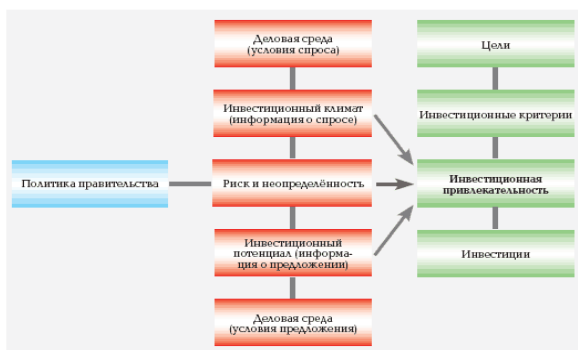 Деловая среда
(условия спроса)
Цели
Инвестиционный климат
(информация о спросе)
Инвестиционные критерии
Политика правительства
Риск и неопределённость
Инвестиционная
привлекательность
Инвестиционный
потенциал (информа-
ция о предложении)
Инвестиции
Деловая среда
(условия предложения)